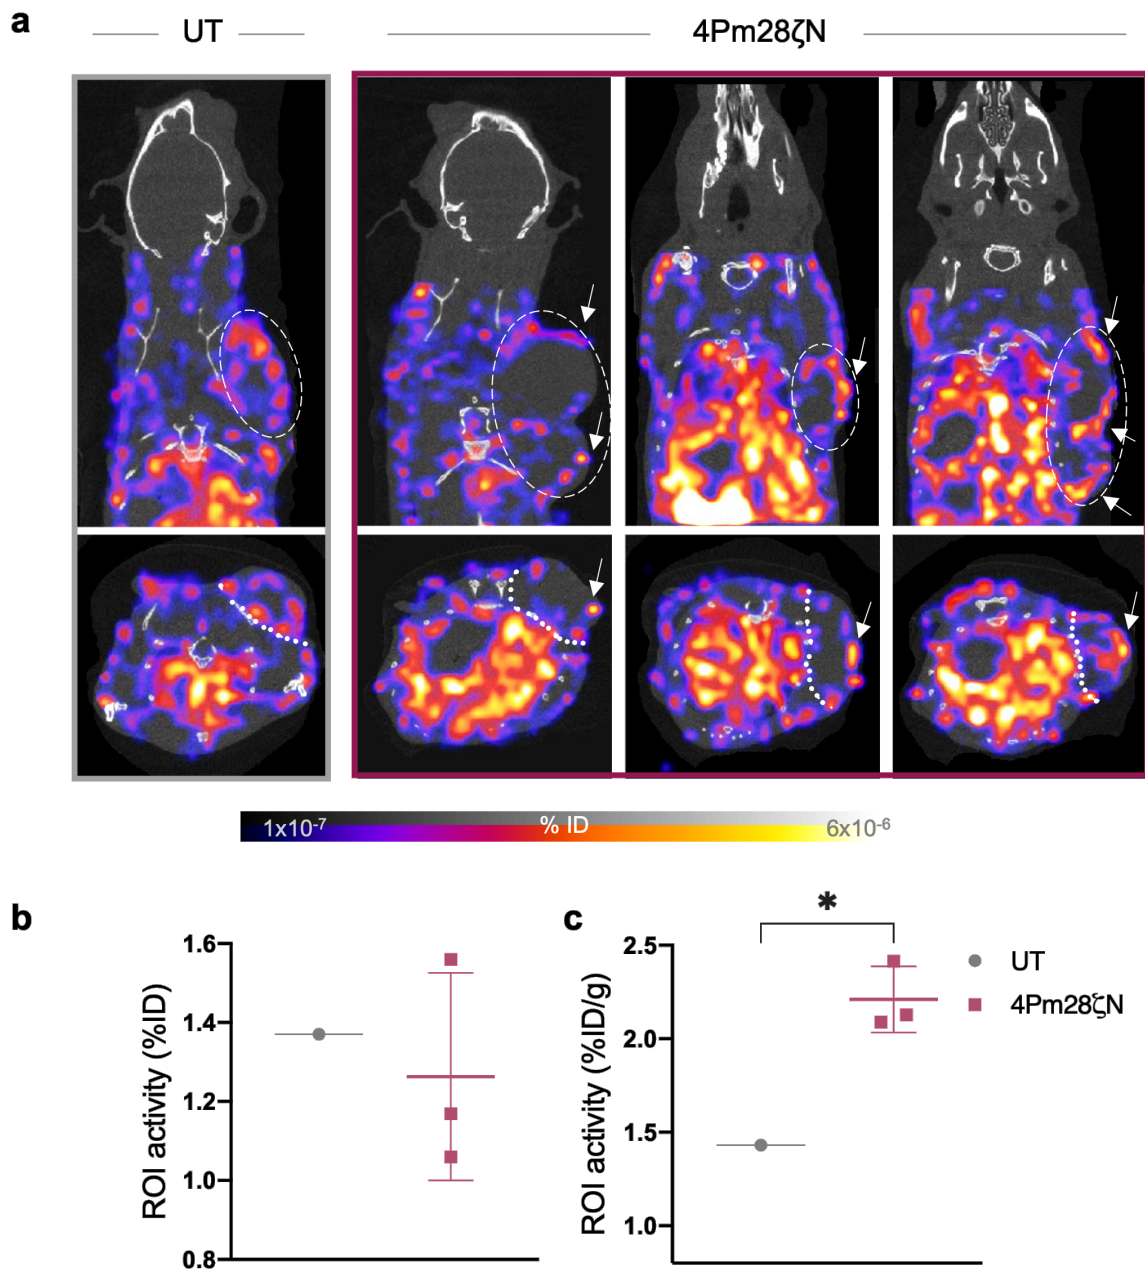 a
UT
4Pm28ζN
1x10⁻⁷
% ID
6x10⁻⁶
b
ROI activity (%ID)
1.6
1.4
1.2
1.0
0.8
c
ROI activity (%ID/g)
2.5
2.0
1.5
1.0
*
UT
4Pm28ζN